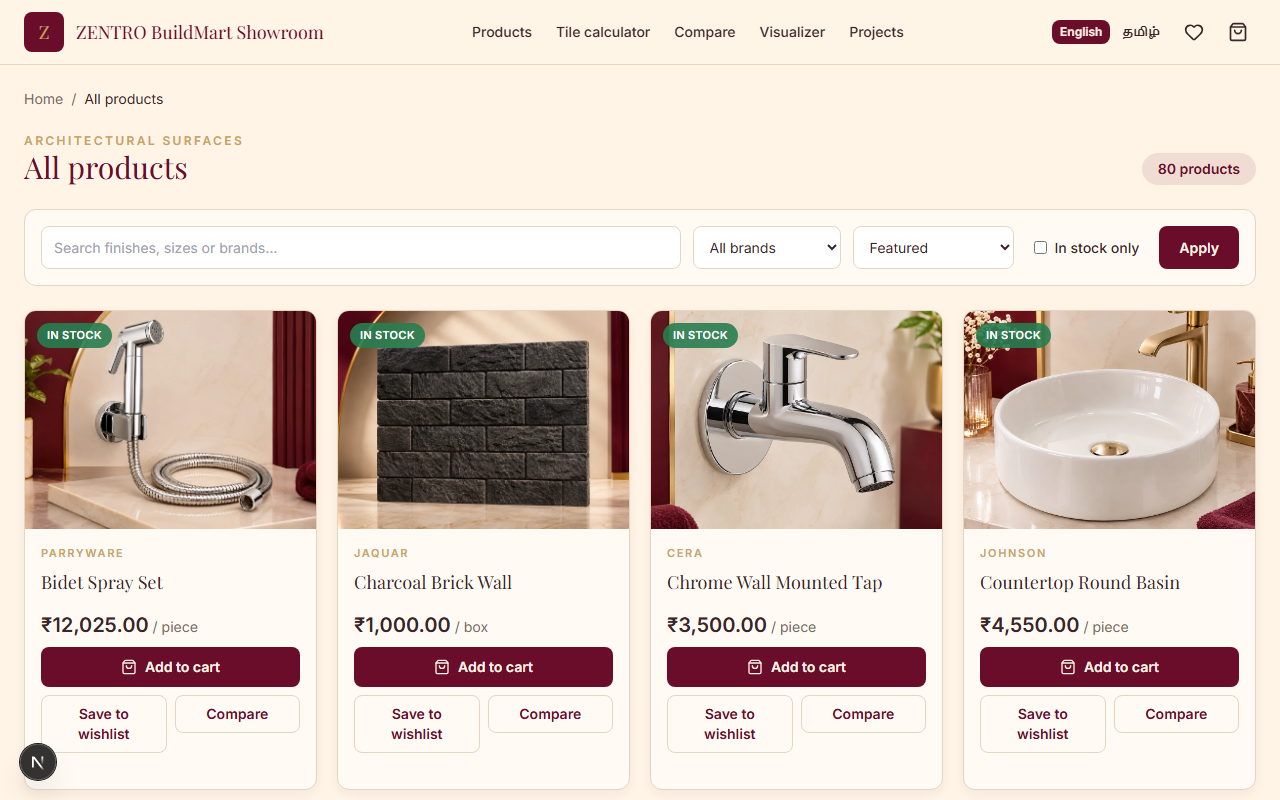 Z
ZENTRO BuildMart Showroom
Products
Tile calculator
Compare
Visualizer
Projects
English
தமிழ்
Home / All products
ARCHITECTURAL SURFACES
All products
80 products
Search finishes, sizes or brands...
All brands
Featured
In stock only
Apply
IN STOCK
IN STOCK
IN STOCK
IN STOCK
PARRYWARE
Bidet Spray Set
₹12,025.00 / piece
Add to cart
Save to
wishlist
Compare
JAQUAR
Charcoal Brick Wall
₹1,000.00 / box
Add to cart
Save to
wishlist
Compare
CERA
Chrome Wall Mounted Tap
₹3,500.00 / piece
Add to cart
Save to
wishlist
Compare
JOHNSON
Countertop Round Basin
₹4,550.00 / piece
Add to cart
Save to
wishlist
Compare
N